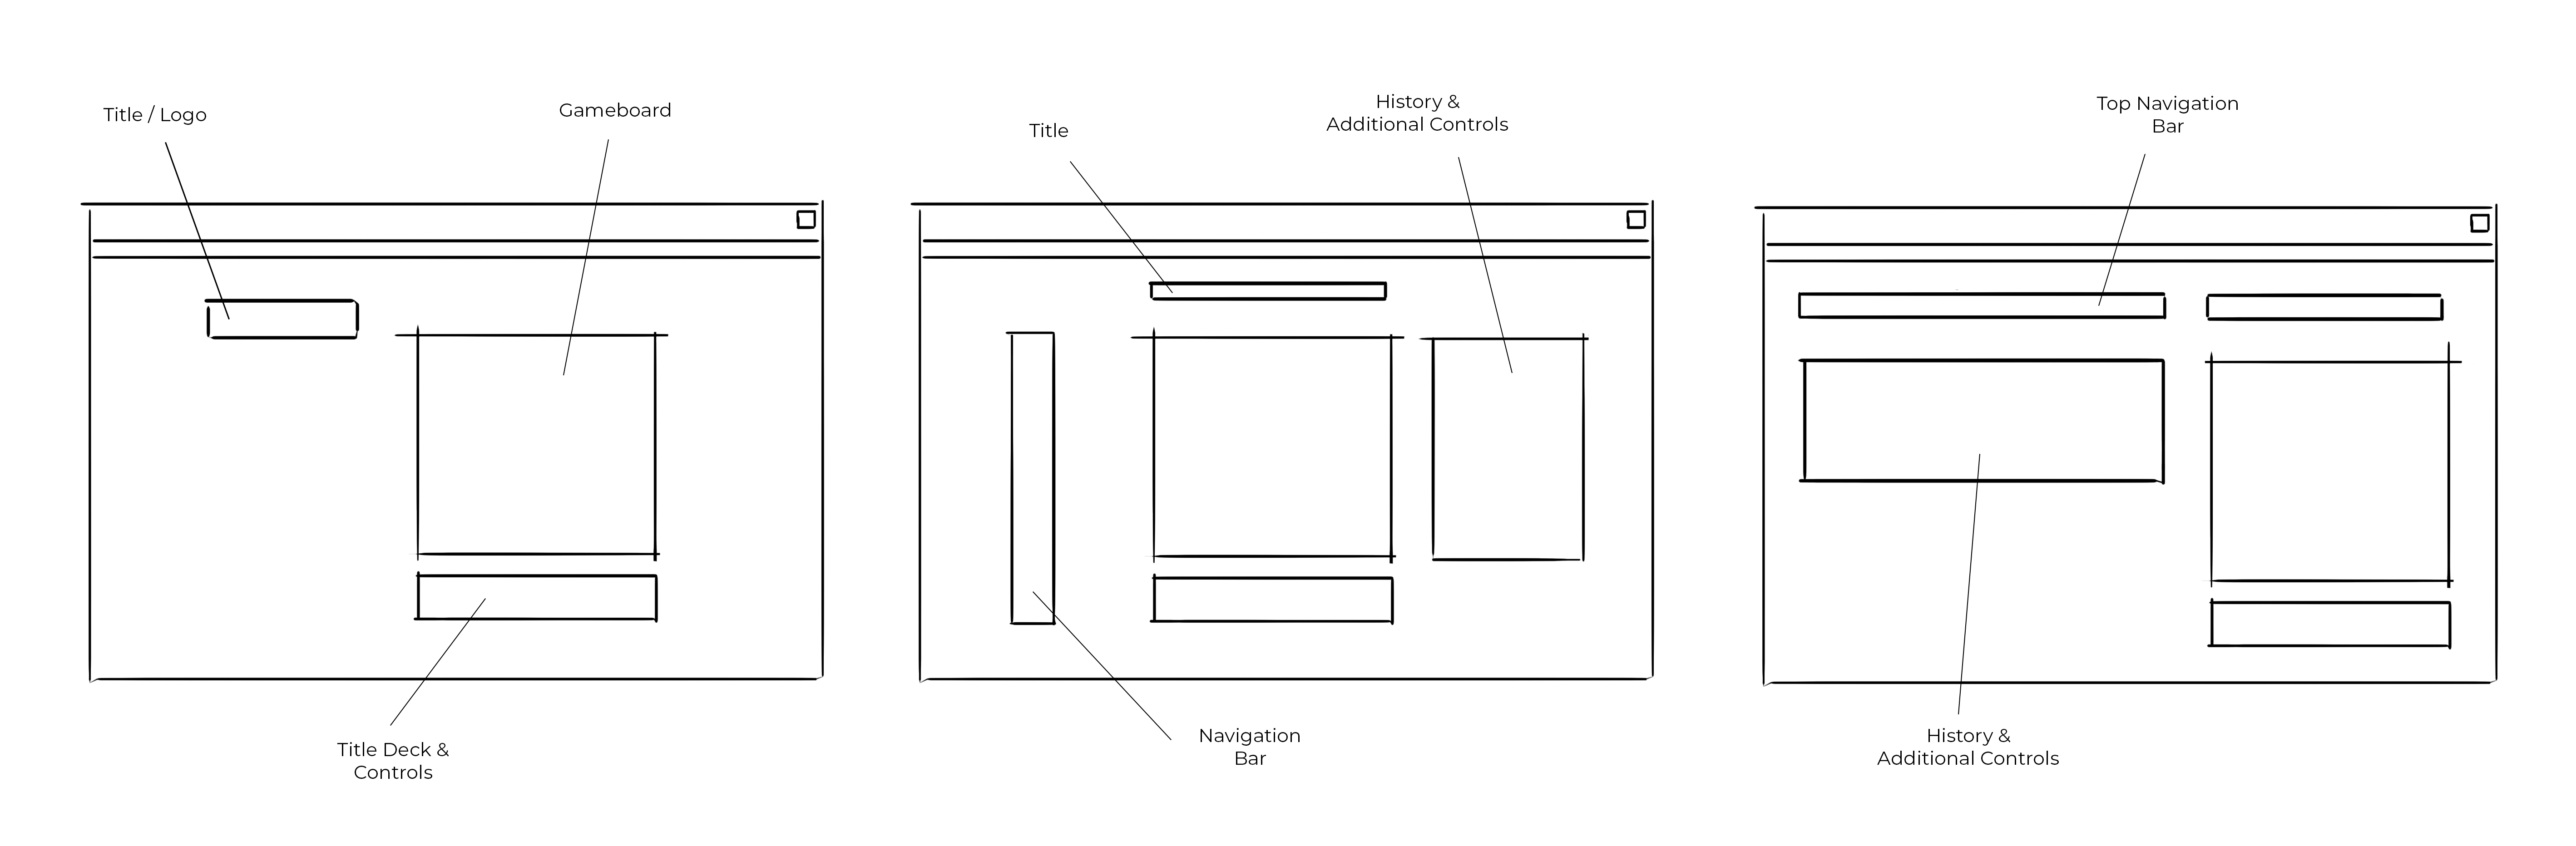 Title / Logo
Gameboard
Title Deck &
Controls
Title
History &
Additional Controls
Navigation
Bar
Top Navigation
Bar
History &
Additional Controls